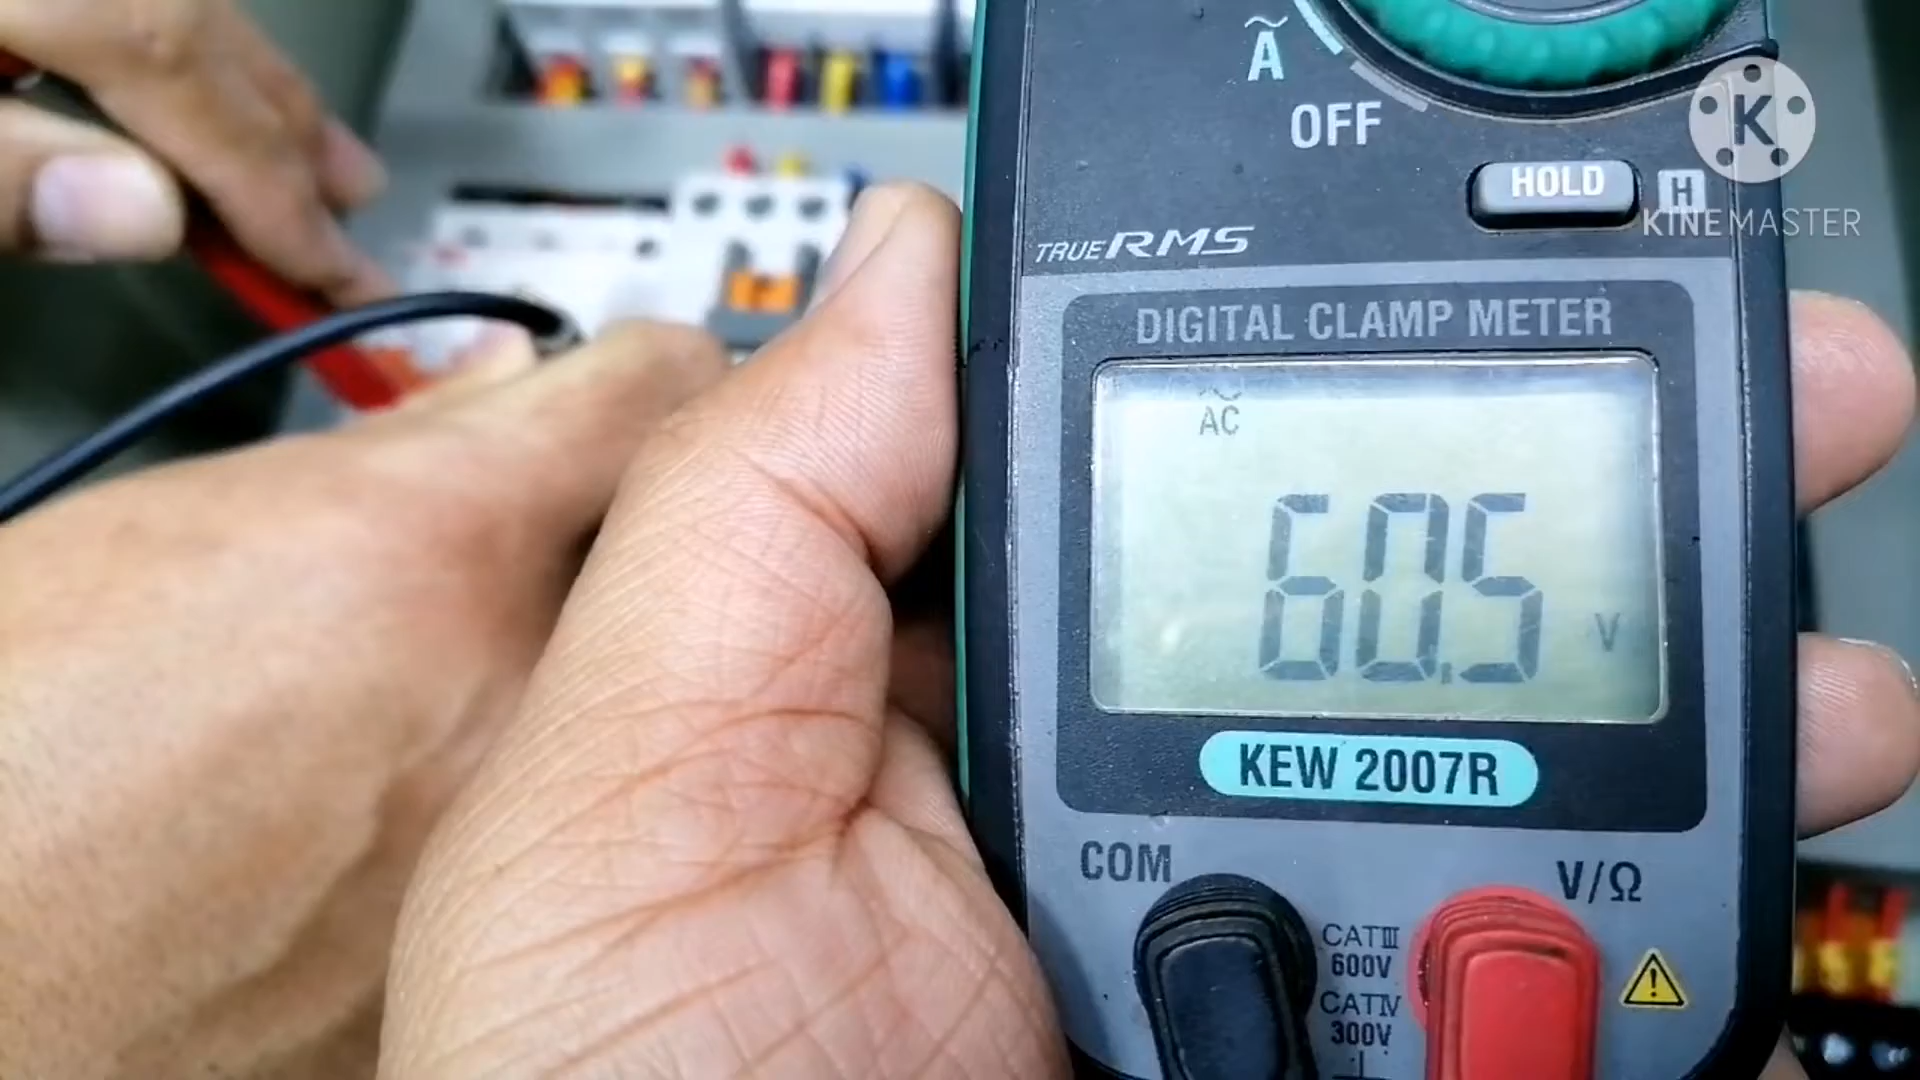 Ã
OFF
HOLD
H
K
KINEMASTER
TRUE RMS
DIGITAL CLAMP METER
AC
60.5 V
KEW 2007R
COM
V/Ω
CAT III
600V
CAT IV
300V